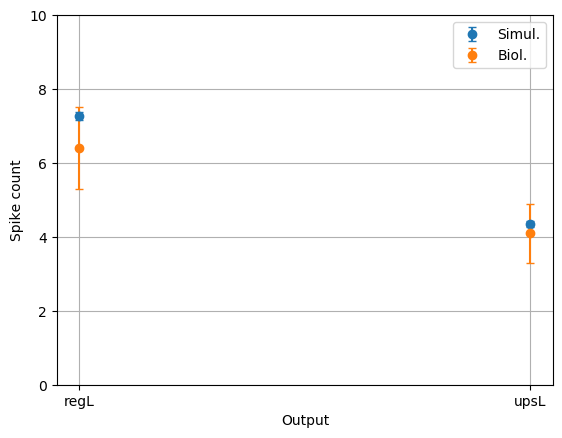 10
8
6
4
2
0
Spike count
regL
upsL
Output
Simul.
Biol.